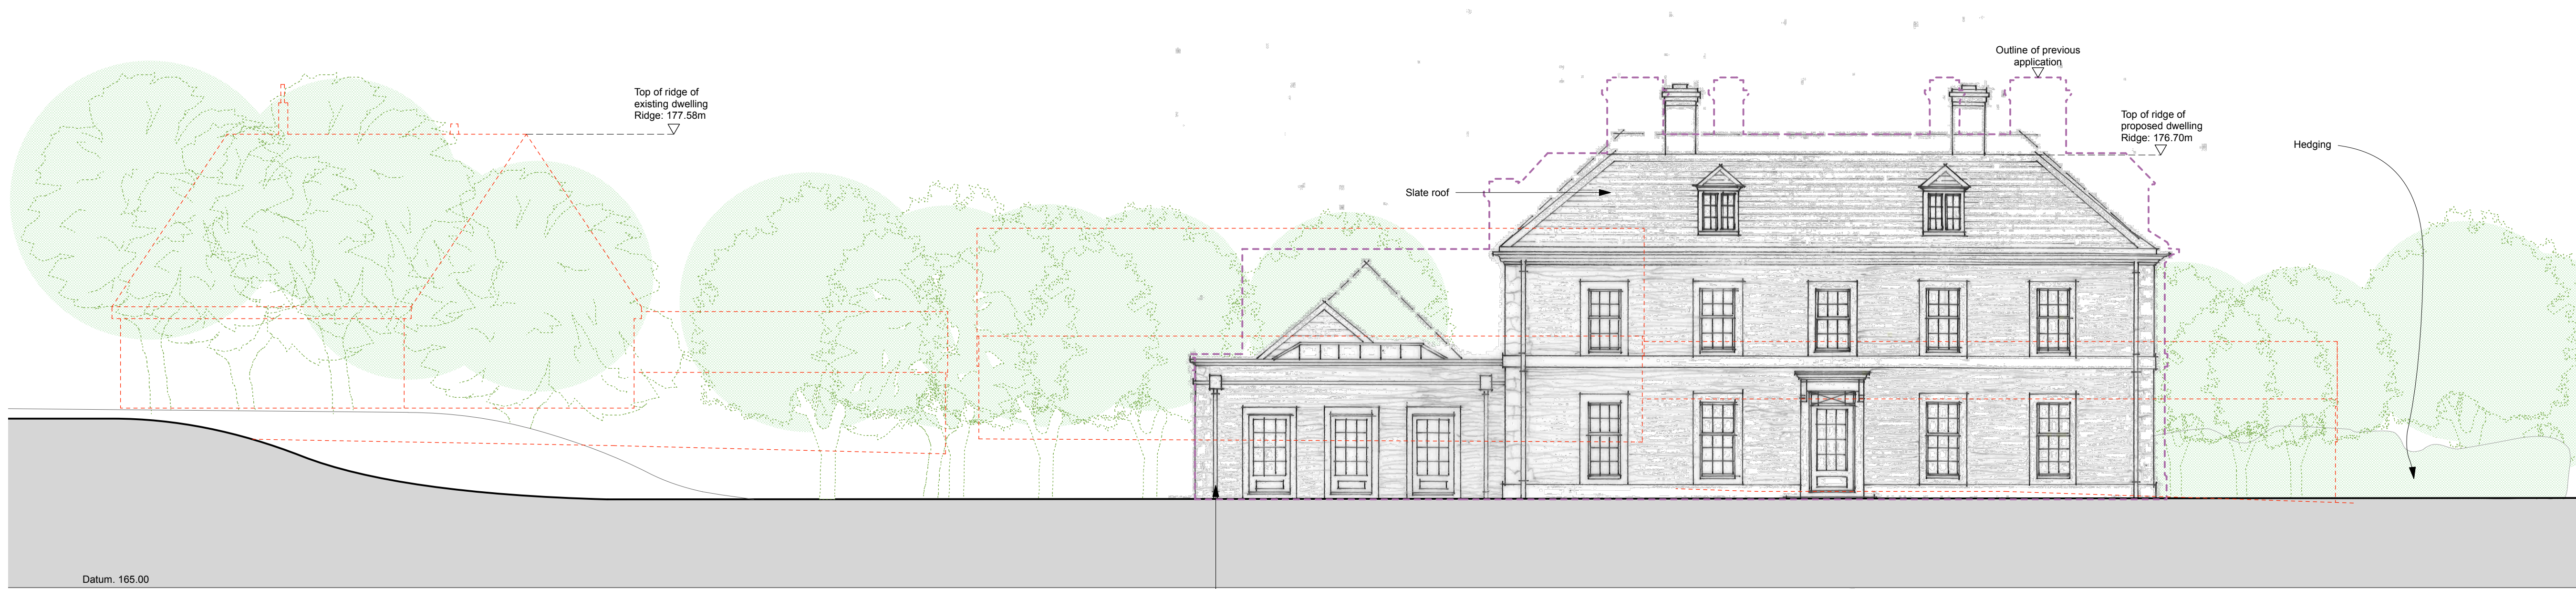 Top of ridge of
existing dwelling
Ridge: 177.58m
Outline of previous
application
Top of ridge of
proposed dwelling
Ridge: 176.70m
Hedging
Slate roof
Datum. 165.00